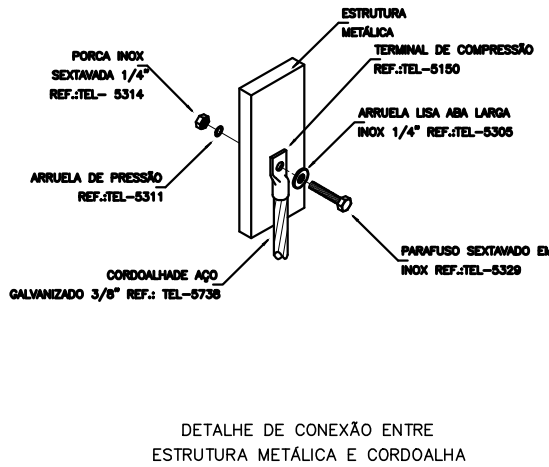 ESTRUTURA
METÁLICA
PORCA INOX
SEXTAVADA 1/4"
REF.:TEL- 5314
TERMINAL DE COMPRESSÃO
REF.:TEL-5150
ARRUELA LISA ABA LARGA
INOX 1/4" REF.:TEL-5305
ARRUELA DE PRESSÃO
REF.:TEL-5311
PARAFUSO SEXTAVADO EM
INOX REF.:TEL-5329
CORDOALHADE AÇO
GALVANIZADO 3/8" REF.: TEL-5738
DETALHE DE CONEXÃO ENTRE
ESTRUTURA METÁLICA E CORDOALHA